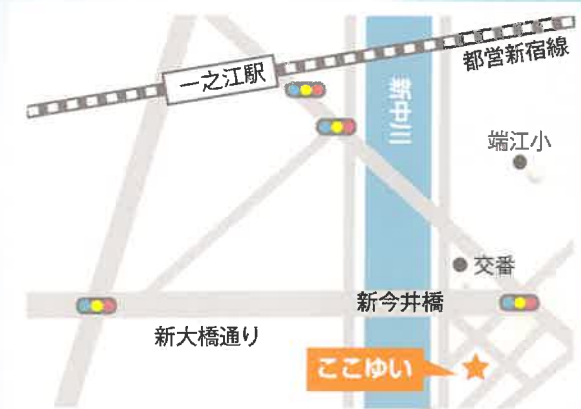 都営新宿線
一之江駅
新中川
端江小
交番
新今井橋
新大橋通り
ここゆい